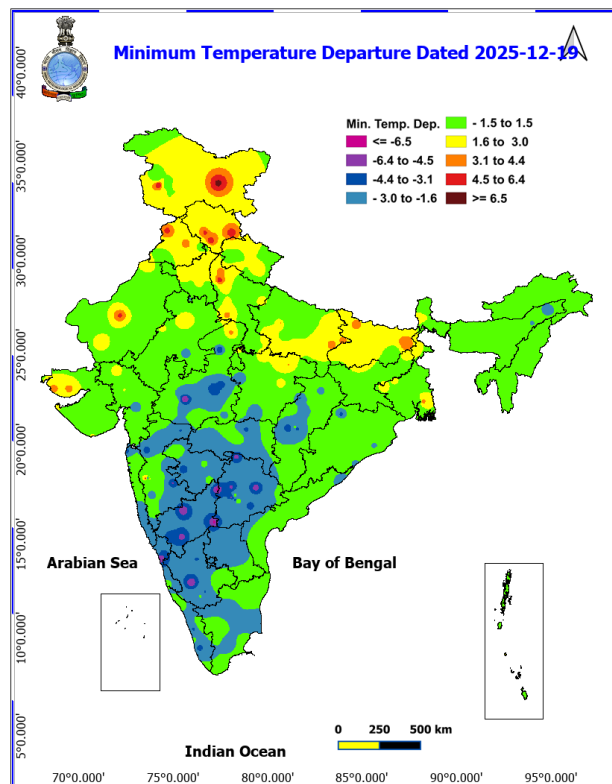 Minimum Temperature Departure Dated 2025-12-19
Min. Temp. Dep.
<= -6.5
-6.4 to -4.5
-4.4 to -3.1
- 3.0 to -1.6
- 1.5 to 1.5
1.6 to 3.0
3.1 to 4.4
4.5 to 6.4
>= 6.5
40°0.000'
35°0.000'
30°0.000'
25°0.000'
20°0.000'
15°0.000'
10°0.000'
5°0.000'
Arabian Sea
Bay of Bengal
Indian Ocean
0 250 500 km
70°0.000' 75°0.000' 80°0.000' 85°0.000' 90°0.000' 95°0.000'